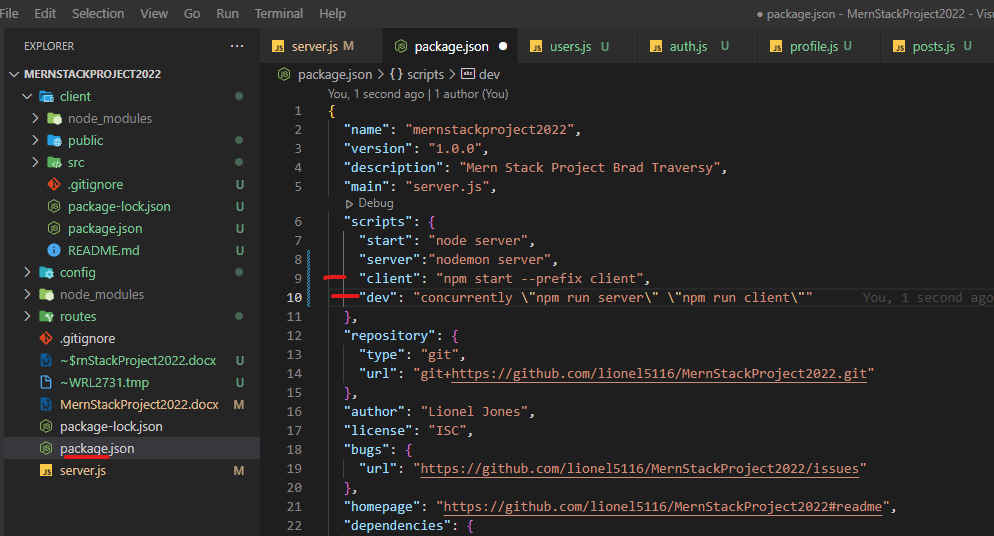 File Edit Selection View Go Run Terminal Help
● package.json - MernStackProject2022 - Vis
EXPLORER
JS server.js M
JS package.json ●
JS users.js U
JS auth.js U
JS profile.js U
JS posts.js U
MERNSTACKPROJECT2022
client
node_modules
public
src
.gitignore U
package-lock.json U
package.json U
README.md U
config
node_modules
routes
.gitignore
~$rnStackProject2022.docx U
~WRL2731.tmp U
MernStackProject2022.docx M
package-lock.json
package.json
JS server.js M
package.json > {} scripts > abc dev
You, 1 second ago | 1 author (You)
1 {
2 "name": "mernstackproject2022",
3 "version": "1.0.0",
4 "description": "Mern Stack Project Brad Traversy",
5 "main": "server.js",
Debug
6 "scripts": {
7 "start": "node server",
8 "server":"nodemon server",
9 "client": "npm start --prefix client",
10 "dev": "concurrently \"npm run server\" \"npm run client\"" You, 1 second ago
11 },
12 "repository": {
13 "type": "git",
14 "url": "git+https://github.com/lionel5116/MernStackProject2022.git"
15 },
16 "author": "Lionel Jones",
17 "license": "ISC",
18 "bugs": {
19 "url": "https://github.com/lionel5116/MernStackProject2022/issues"
20 },
21 "homepage": "https://github.com/lionel5116/MernStackProject2022#readme",
22 "dependencies": {